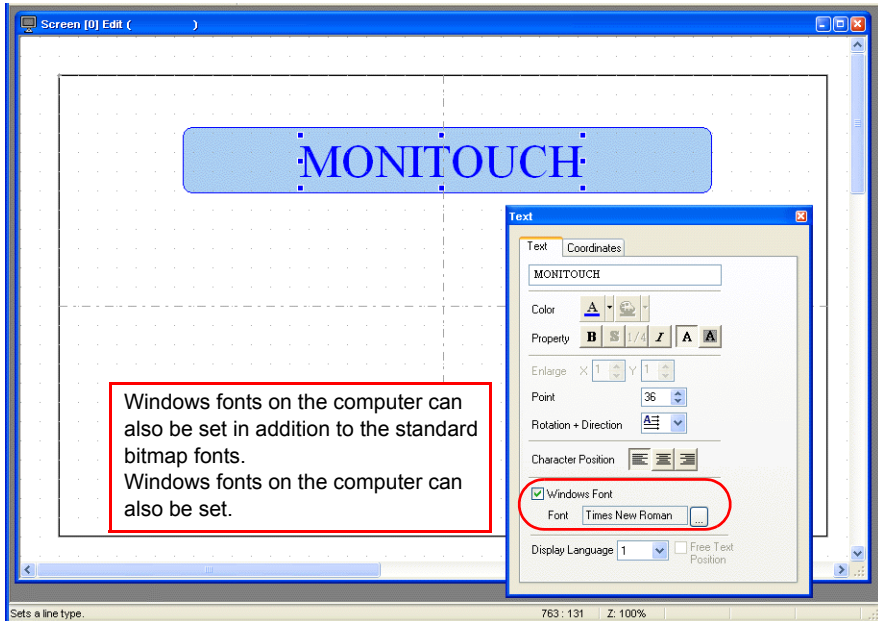 Screen [0] Edit (            )
MONITOUCH
Text
Text Coordinates
MONITOUCH
Color A
Property B S 1/4 I A A
Enlarge X 1 Y 1
Point 36
Rotation + Direction A
Character Position
Windows Font
Font Times New Roman ...
Display Language 1 Free Text
Position
Windows fonts on the computer can
also be set in addition to the standard
bitmap fonts.
Windows fonts on the computer can
also be set.
Sets a line type. 763 : 131 Z: 100%